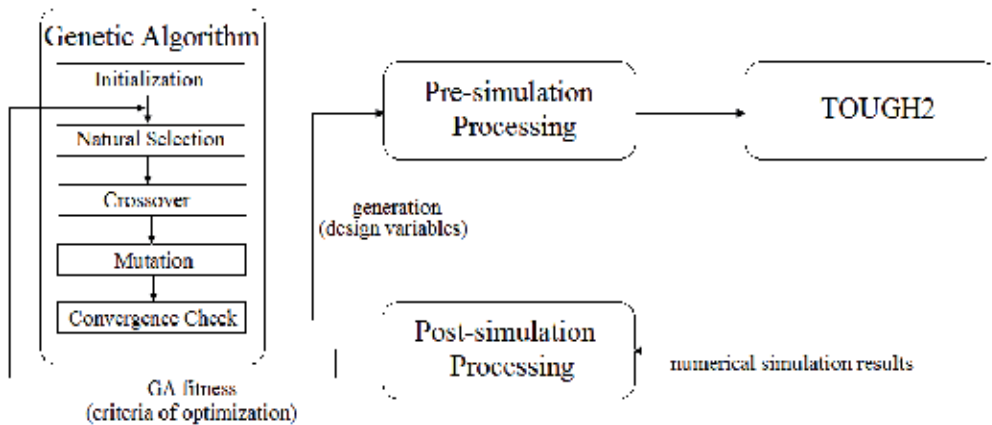 Genetic Algorithm
Initialization
Natural Selection
Crossover
Mutation
Convergence Check
GA fitness
(criteria of optimization)
generation
(design variables)
Pre-simulation
Processing
TOUGH2
Post-simulation
Processing
numerical simulation results